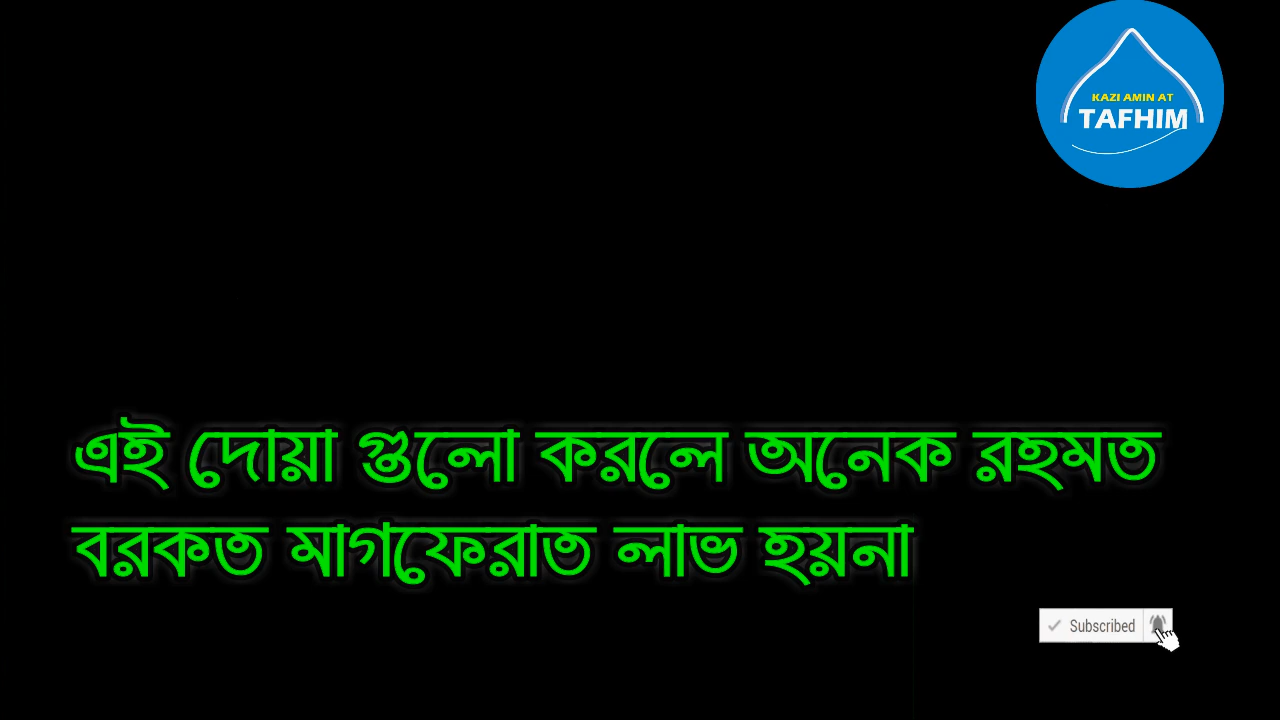 KAZI AMIN AT
TAFHIM
এই দোয়া গুলো করলে অনেক রহমত
বরকত মাগফেরাত লাভ হয়না
Subscribed